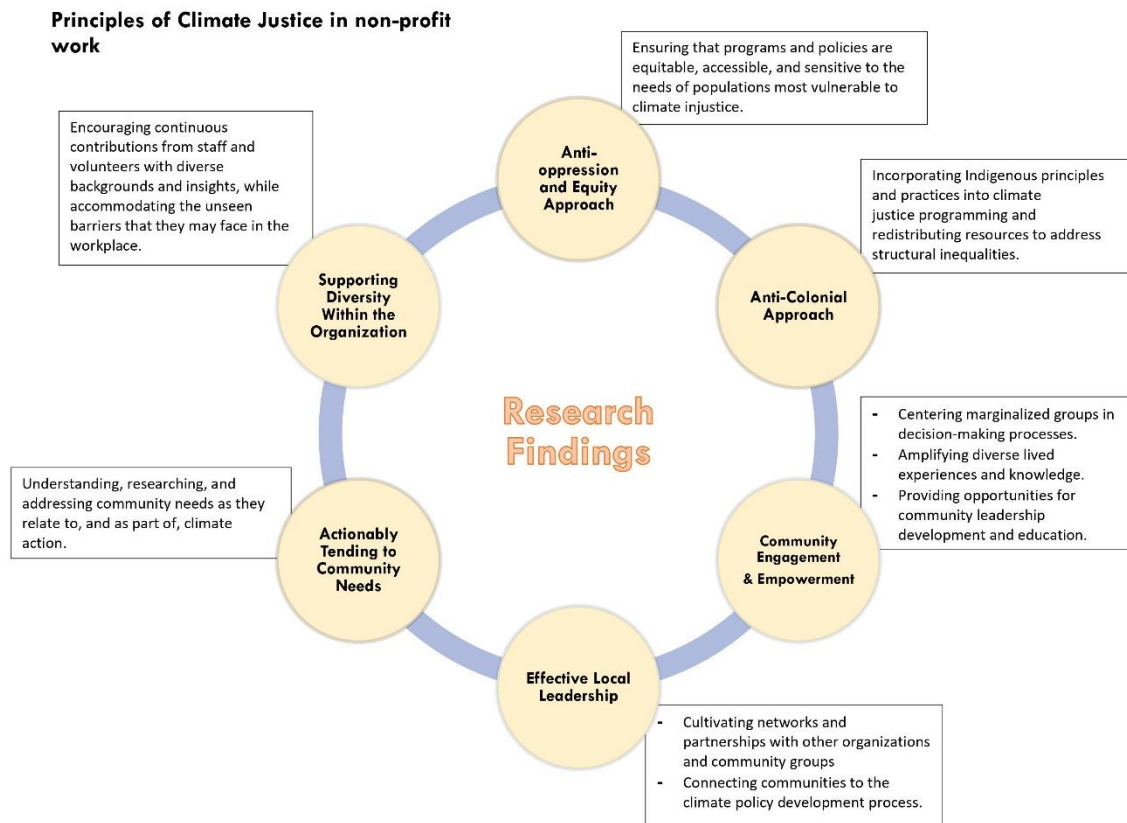 Principles of Climate Justice in non-profit
work
Ensuring that programs and policies are
equitable, accessible, and sensitive to the
needs of populations most vulnerable to
climate injustice.
Anti-
oppression
and Equity
Approach
Incorporating Indigenous principles
and practices into climate
justice programming and
redistributing resources to address
structural inequalities.
Anti-Colonial
Approach
- Centering marginalized groups in
decision-making processes.
- Amplifying diverse lived
experiences and knowledge.
- Providing opportunities for
community leadership
development and education.
Community
Engagement
& Empowerment
Effective Local
Leadership
- Cultivating networks and
partnerships with other organizations
and community groups
- Connecting communities to the
climate policy development process.
Understanding, researching, and
addressing community needs as they
relate to, and as part of, climate
action.
Actionably
Tending to
Community
Needs
Encouraging continuous
contributions from staff and
volunteers with diverse
backgrounds and insights, while
accommodating the unseen
barriers that they may face in the
workplace.
Supporting
Diversity
Within the
Organization
Research
Findings